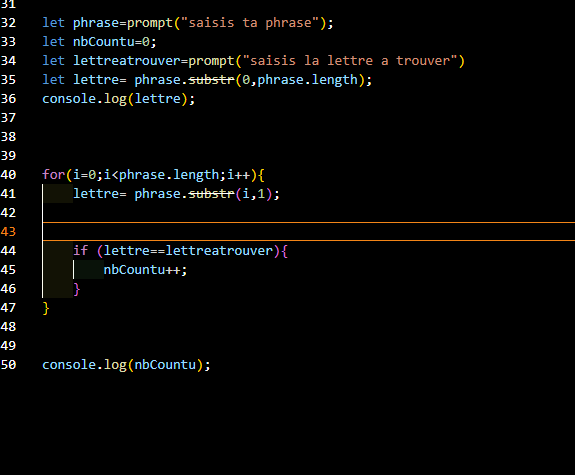 31
32 let phrase=prompt("saisis ta phrase");
33 let nbCountu=0;
34 let lettreatrouver=prompt("saisis la lettre a trouver")
35 let lettre= phrase.substr(0,phrase.length);
36 console.log(lettre);
37
38
39
40 for(i=0;i<phrase.length;i++){
41     lettre= phrase.substr(i,1);
42
43
44     if (lettre==lettreatrouver){
45         nbCountu++;
46     }
47 }
48
49
50 console.log(nbCountu);